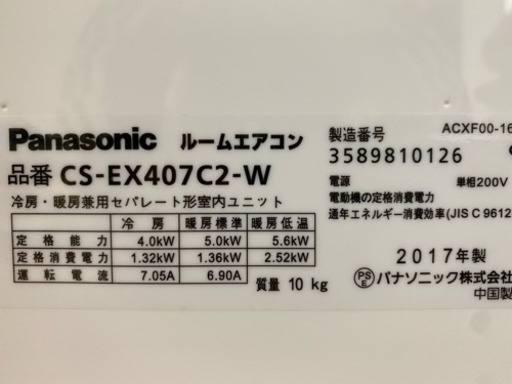 ACXF00-16
Panasonic ルームエアコン 製造番号
3589810126
品番 CS-EX407C2-W
電源 単相200V
電動機の定格消費電力
冷房・暖房兼用セパレート形室内ユニット
通年エネルギー消費効率(JIS C 9612
冷房 暖房標準 暖房低温
定格能力 4.0kW 5.0kW 5.6kW
定格消費電力 1.32kW 1.36kW 2.52kW
運転電流 7.05A 6.90A
質量 10 kg
2017年製
PSE パナソニック株式会
中国製